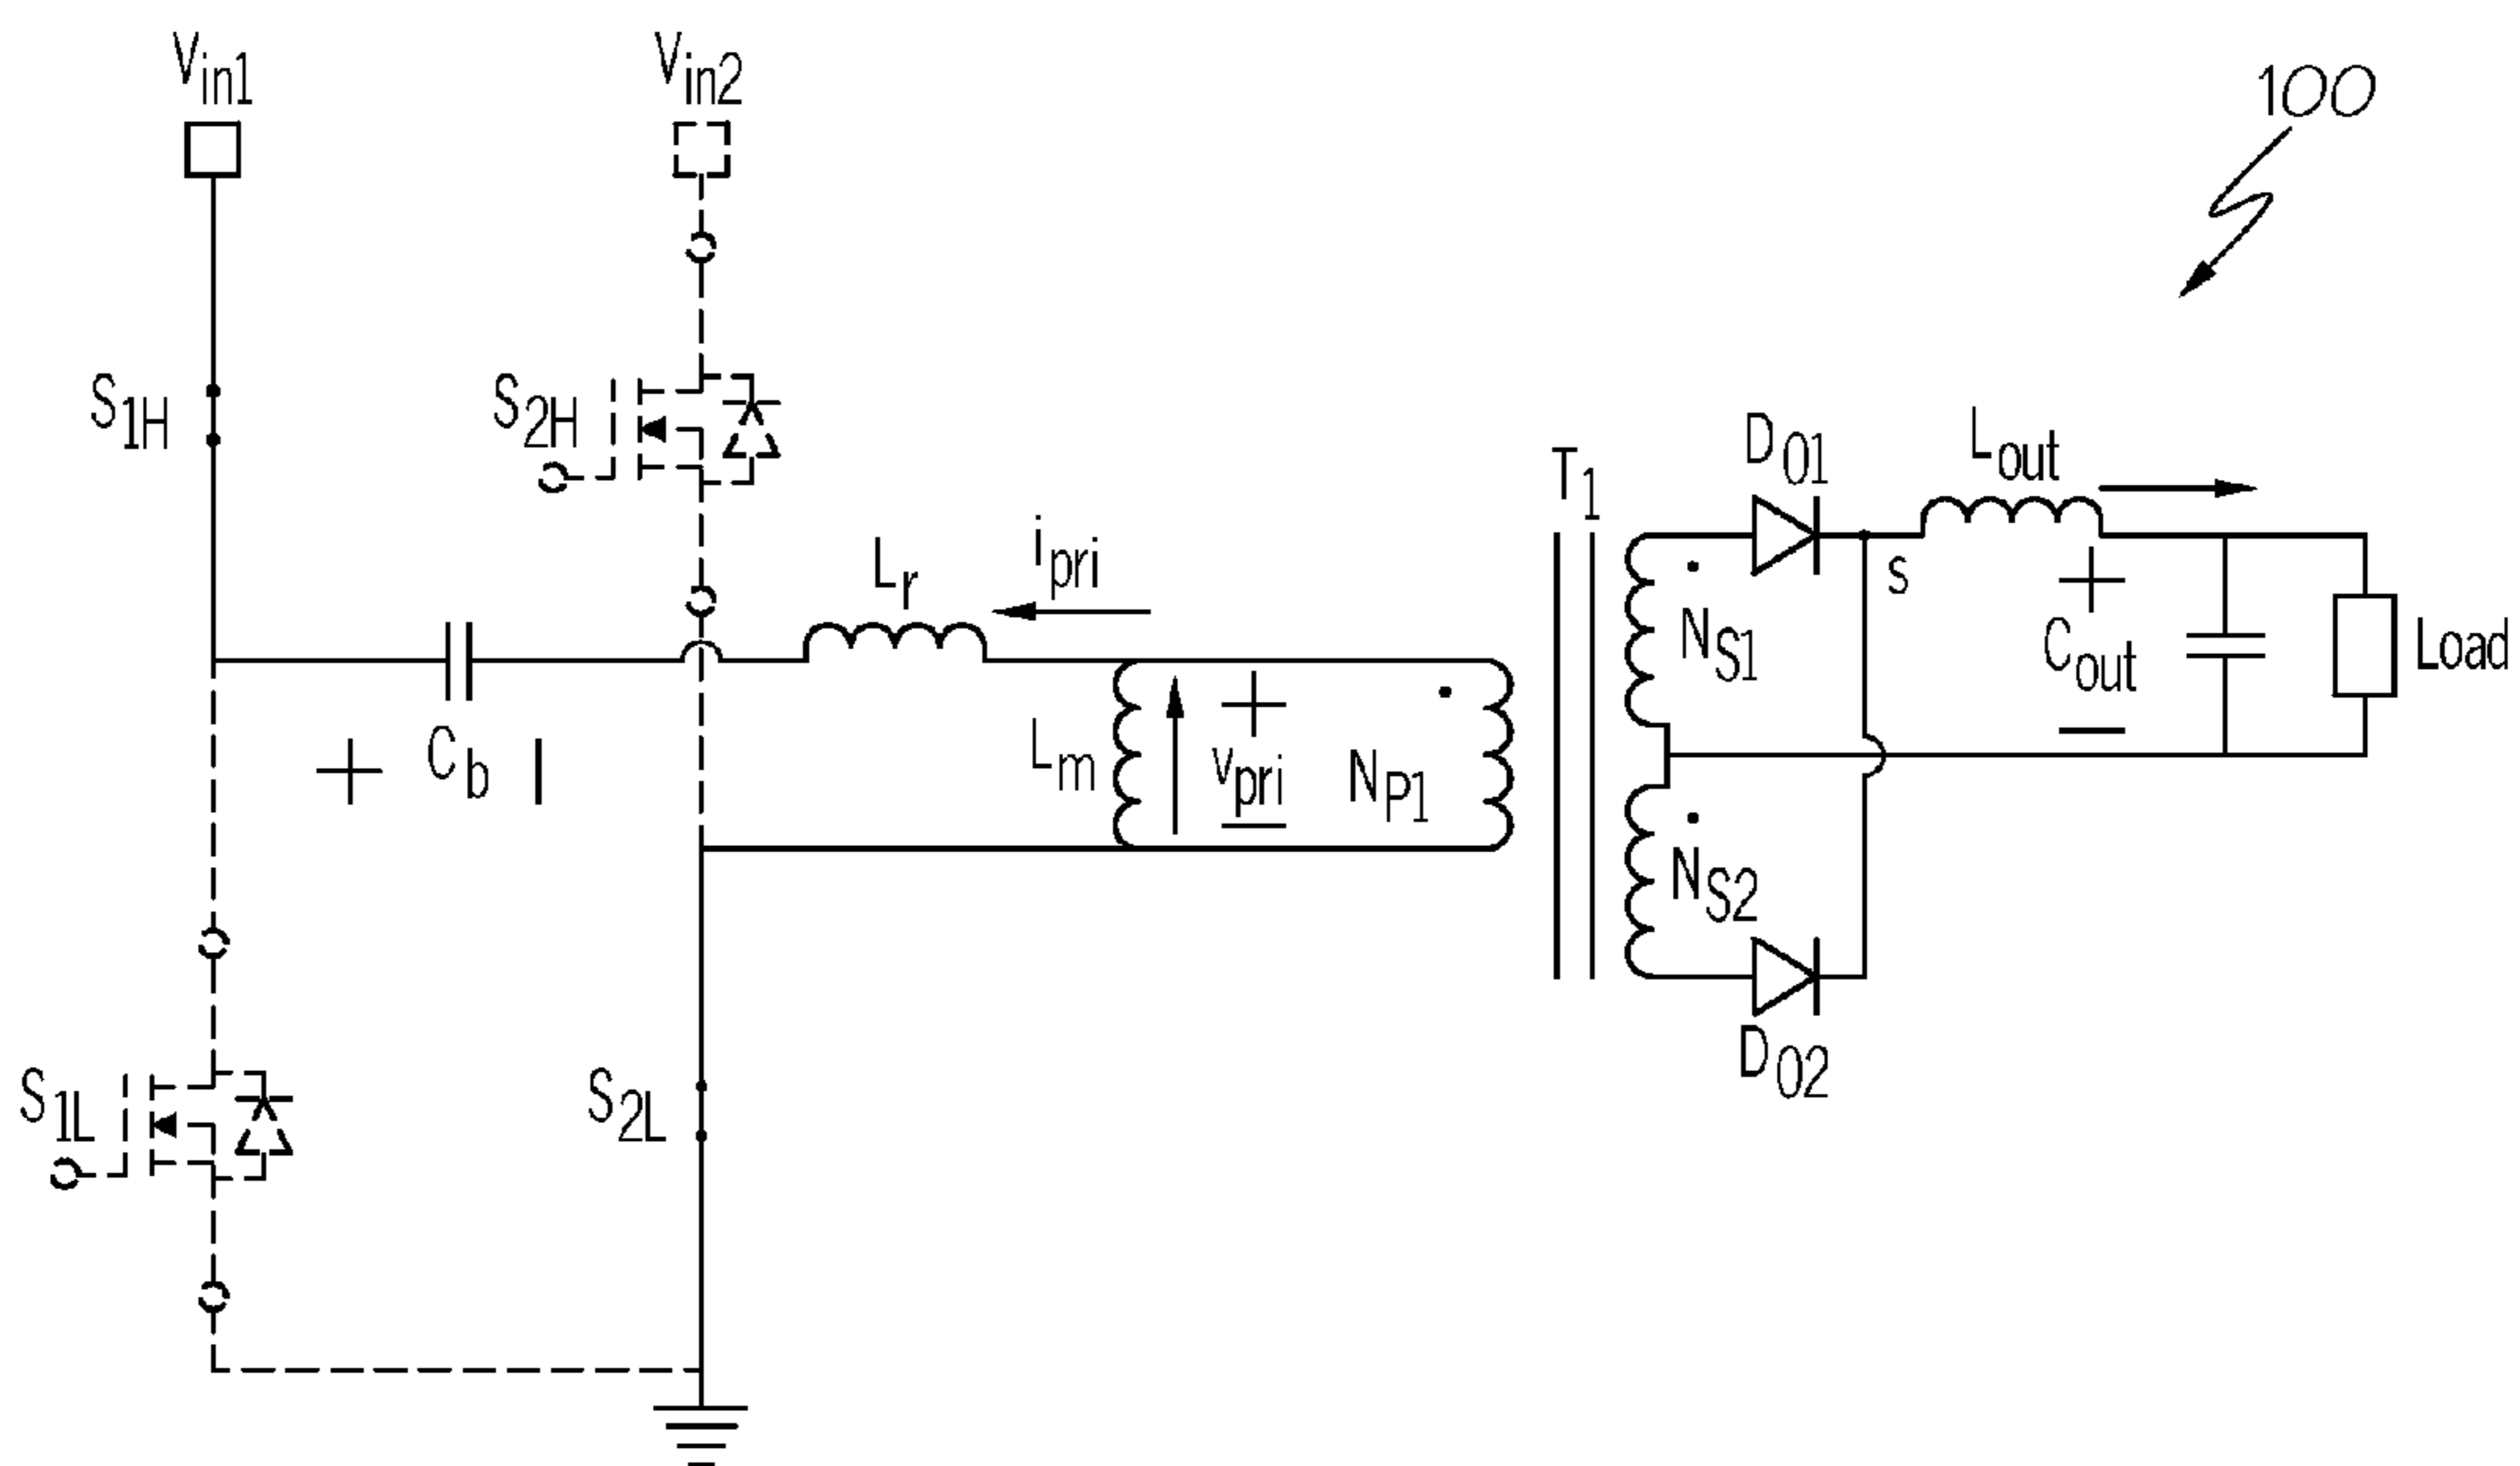 Vin1
Vin2
100
S1H
S2H
Lr
ipri
T1
DO1
Lout
s
NS1
Cout
Load
+
Cb
Lm
+
vpri
−
NP1
NS2
DO2
S1L
S2L